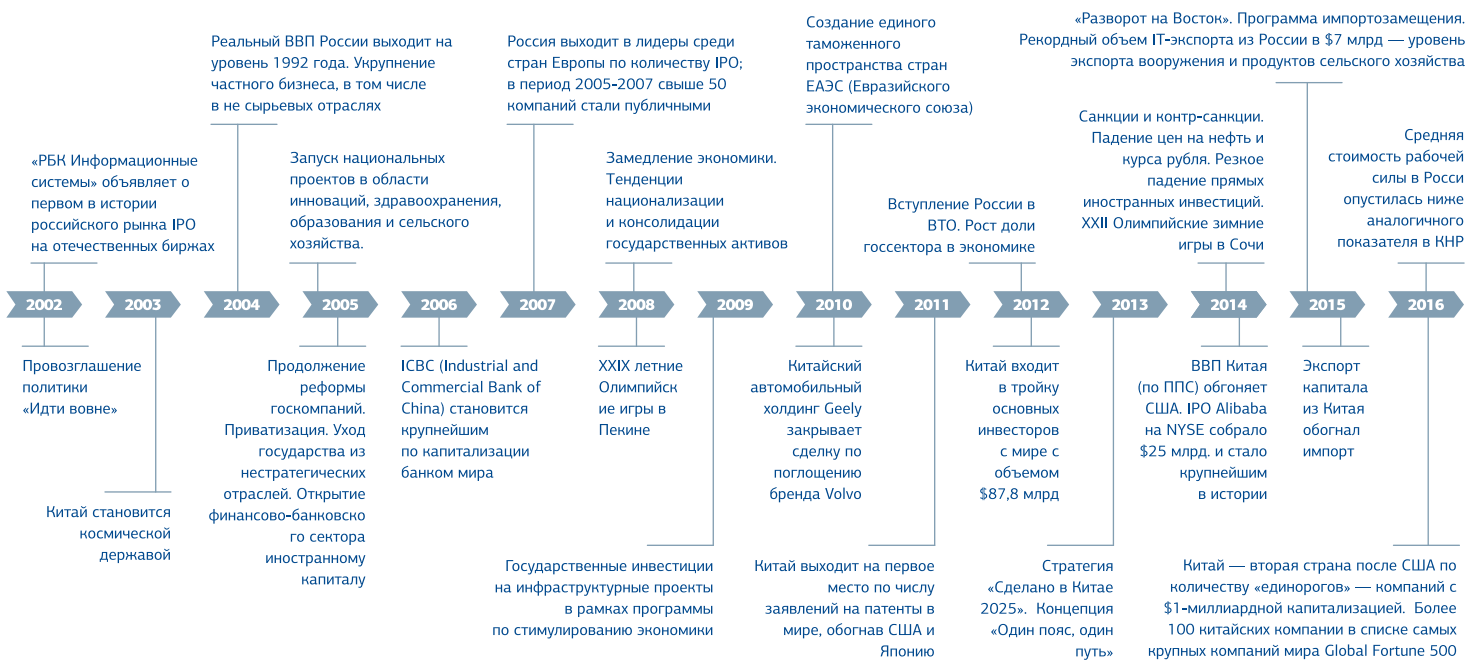 «РБК Информационные
системы» объявляет о
первом в истории
российского рынка IPO
на отечественных биржах
Реальный ВВП России выходит на
уровень 1992 года. Укрупнение
частного бизнеса, в том числе
в не сырьевых отраслях
Запуск национальных
проектов в области
инноваций, здравоохранения,
образования и сельского
хозяйства.
Россия выходит в лидеры среди
стран Европы по количеству IPO;
в период 2005-2007 свыше 50
компаний стали публичными
Замедление экономики.
Тенденции
национализации
и консолидации
государственных активов
Создание единого
таможенного
пространства стран
ЕАЭС (Евразийского
экономического союза)
Вступление России в
ВТО. Рост доли
госсектора в экономике
Санкции и контр-санкции.
Падение цен на нефть и
курса рубля. Резкое
падение прямых
иностранных инвестиций.
XXII Олимпийские зимние
игры в Сочи
«Разворот на Восток». Программа импортозамещения.
Рекордный объем IT-экспорта из России в $7 млрд — уровень
экспорта вооружения и продуктов сельского хозяйства
Средняя
стоимость рабочей
силы в Росси
опустилась ниже
аналогичного
показателя в КНР
2002 2003 2004 2005 2006 2007 2008 2009 2010 2011 2012 2013 2014 2015 2016
Провозглашение
политики
«Идти вовне»
Китай становится
космической
державой
Продолжение
реформы
госкомпаний.
Приватизация. Уход
государства из
нестратегических
отраслей. Открытие
финансово-банковско
го сектора
иностранному
капиталу
ICBC (Industrial and
Commercial Bank of
China) становится
крупнейшим
по капитализации
банком мира
XXIX летние
Олимпийск
ие игры в
Пекине
Государственные инвестиции
на инфраструктурные проекты
в рамках программы
по стимулированию экономики
Китайский
автомобильный
холдинг Geely
закрывает
сделку по
поглощению
бренда Volvo
Китай выходит на первое
место по числу
заявлений на патенты в
мире, обогнав США и
Японию
Китай входит
в тройку
основных
инвесторов
с мире с
объемом
$87,8 млрд
Стратегия
«Сделано в Китае
2025». Концепция
«Один пояс, один
путь»
ВВП Китая
(по ППС) обгоняет
США. IPO Alibaba
на NYSE собрало
$25 млрд. и стало
крупнейшим
в истории
Экспорт
капитала
из Китая
обогнал
импорт
Китай — вторая страна после США по
количеству «единорогов» — компаний с
$1-миллиардной капитализацией. Более
100 китайских компании в списке самых
крупных компаний мира Global Fortune 500